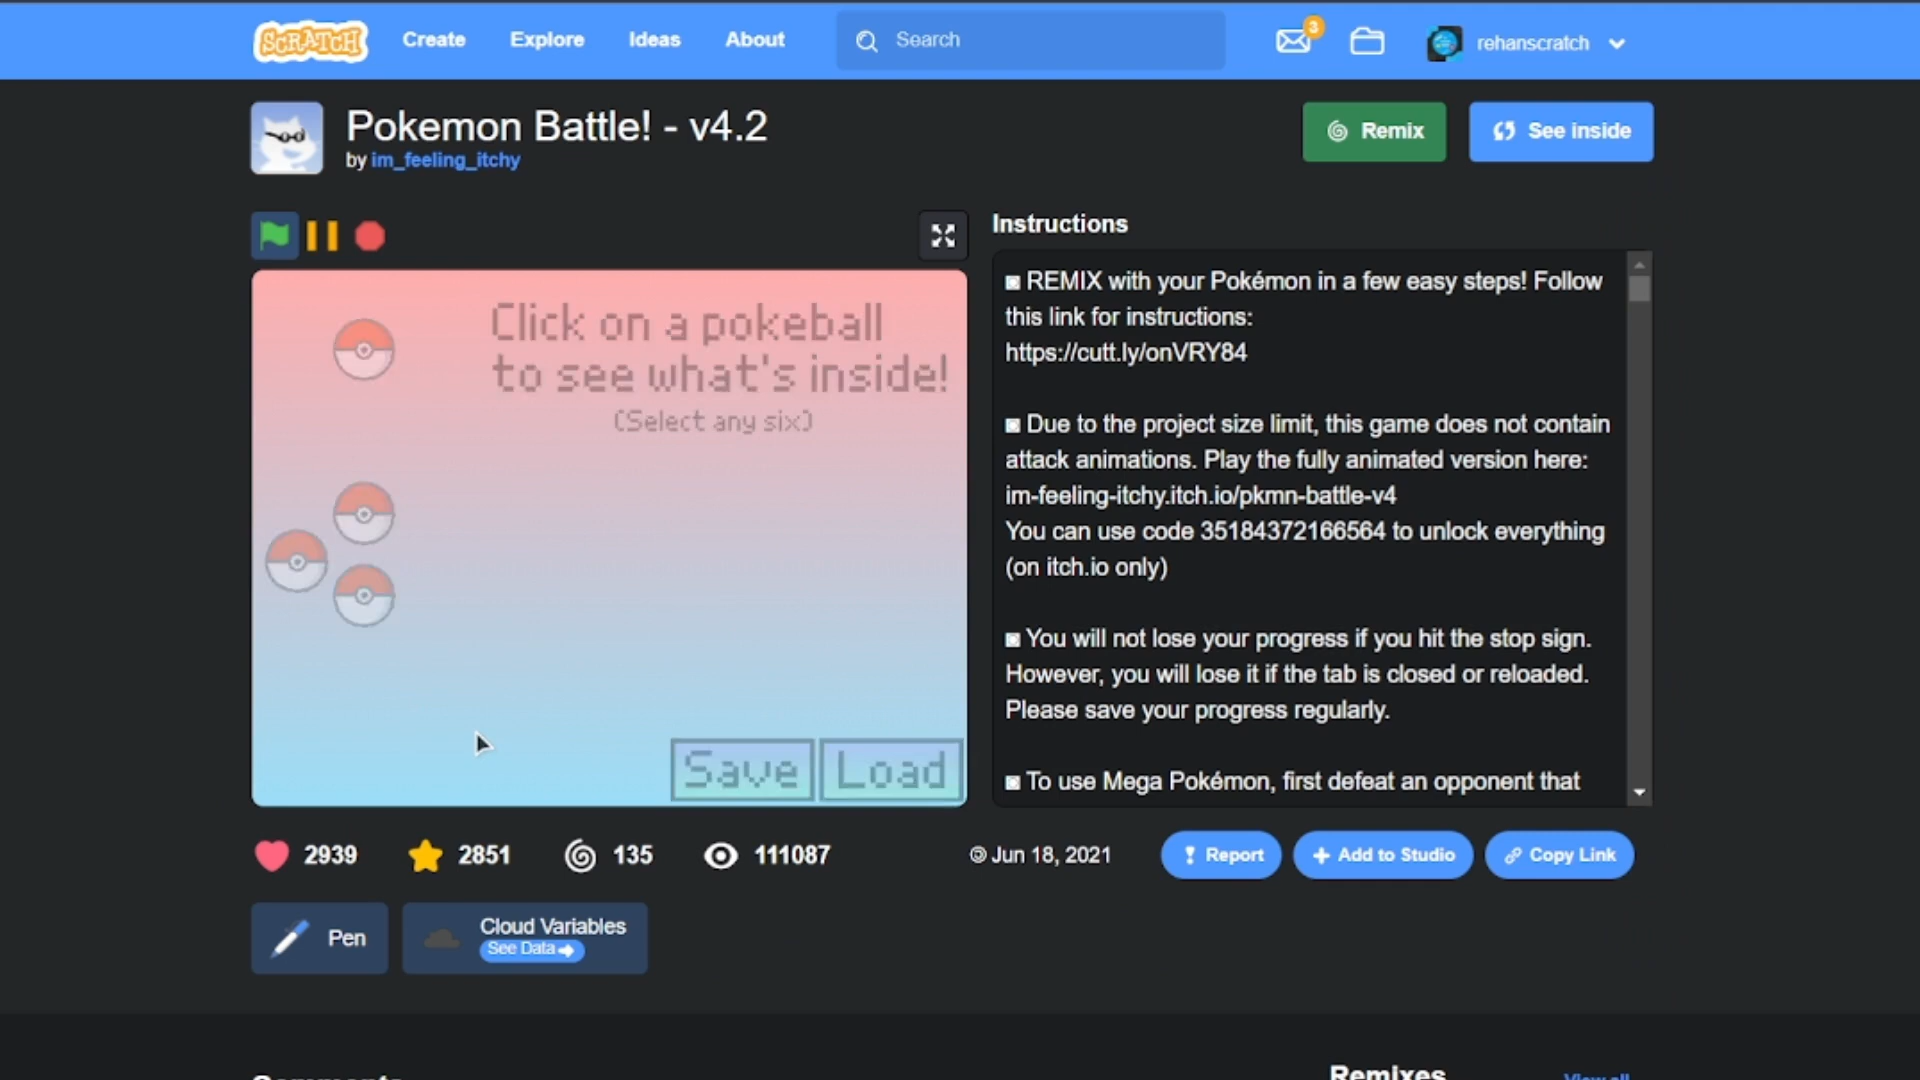 SCRATCH Create Explore Ideas About Search 3 rehanscratch
Pokemon Battle! - v4.2
by im_feeling_itchy
Remix See inside
Click on a pokeball
to see what's inside!
(Select any six)
Save Load
Instructions
◙ REMIX with your Pokémon in a few easy steps! Follow
this link for instructions:
https://cutt.ly/onVRY84
◙ Due to the project size limit, this game does not contain
attack animations. Play the fully animated version here:
im-feeling-itchy.itch.io/pkmn-battle-v4
You can use code 35184372166564 to unlock everything
(on itch.io only)
◙ You will not lose your progress if you hit the stop sign.
However, you will lose it if the tab is closed or reloaded.
Please save your progress regularly.
◙ To use Mega Pokémon, first defeat an opponent that
2939 2851 135 111087 © Jun 18, 2021 Report Add to Studio Copy Link
Pen
Cloud Variables
See Data
Comments
Remixes View all